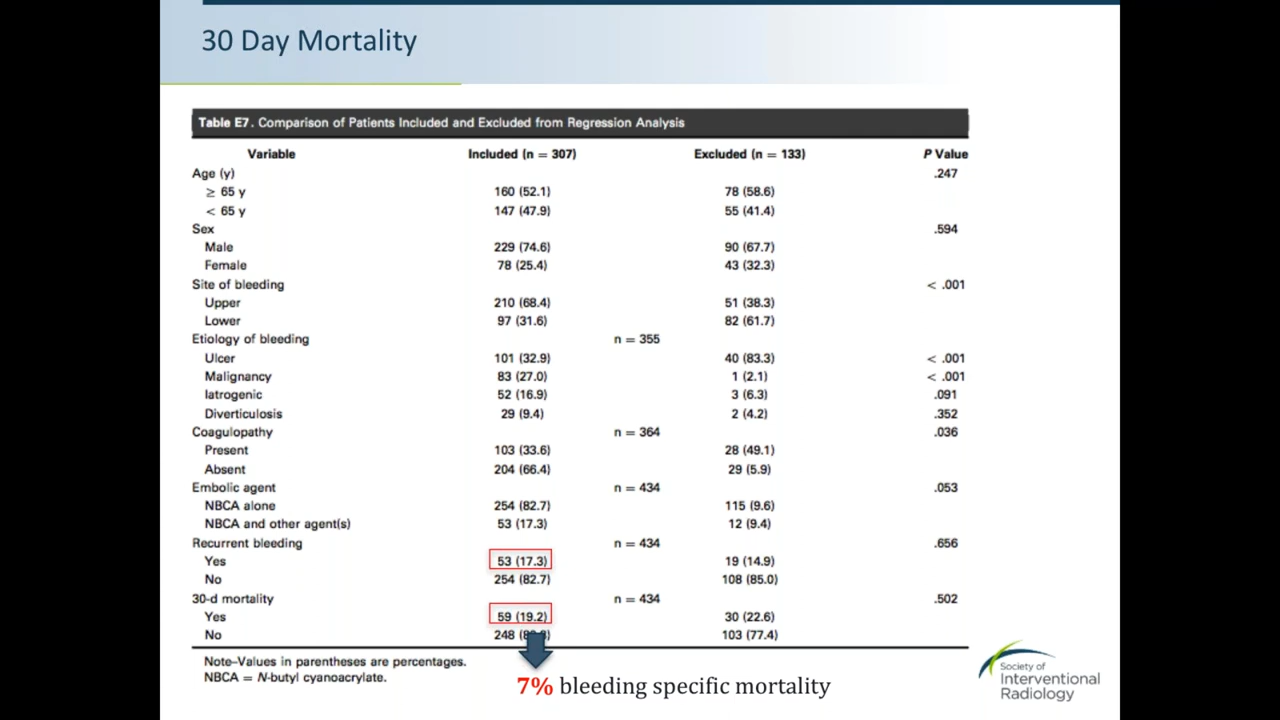 30 Day Mortality
Table E7. Comparison of Patients Included and Excluded from Regression Analysis
Variable Included (n = 307) Excluded (n = 133) P Value
Age (y) .247
≥ 65 y 160 (52.1) 78 (58.6)
< 65 y 147 (47.9) 55 (41.4)
Sex .594
Male 229 (74.6) 90 (67.7)
Female 78 (25.4) 43 (32.3)
Site of bleeding < .001
Upper 210 (68.4) 51 (38.3)
Lower 97 (31.6) 82 (61.7)
Etiology of bleeding n = 355
Ulcer 101 (32.9) 40 (83.3) < .001
Malignancy 83 (27.0) 1 (2.1) < .001
Iatrogenic 52 (16.9) 3 (6.3) .091
Diverticulosis 29 (9.4) 2 (4.2) .352
Coagulopathy n = 364 .036
Present 103 (33.6) 28 (49.1)
Absent 204 (66.4) 29 (5.9)
Embolic agent n = 434 .053
NBCA alone 254 (82.7) 115 (9.6)
NBCA and other agent(s) 53 (17.3) 12 (9.4)
Recurrent bleeding n = 434 .656
Yes 53 (17.3) 19 (14.9)
No 254 (82.7) 108 (85.0)
30-d mortality n = 434 .502
Yes 59 (19.2) 30 (22.6)
No 248 103 (77.4)
Note–Values in parentheses are percentages.
NBCA = N-butyl cyanoacrylate.
7% bleeding specific mortality
Society of
Interventional
Radiology